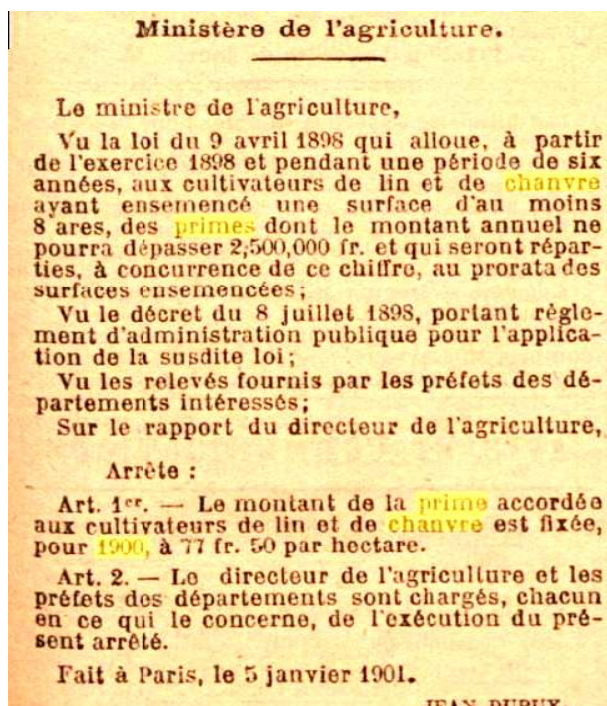 Ministère de l'agriculture.
Le ministre de l'agriculture,
Vu la loi du 9 avril 1898 qui alloue, à partir
de l'exercice 1898 et pendant une période de six
années, aux cultivateurs de lin et de chanvre
ayant ensemencé une surface d'au moins
8 ares, des primes dont le montant annuel ne
pourra dépasser 2,500,000 fr. et qui seront répar-
ties, à concurrence de ce chiffre, au prorata des
surfaces ensemencées;
Vu le décret du 8 juillet 1898, portant règle-
ment d'administration publique pour l'applica-
tion de la susdite loi;
Vu les relevés fournis par les préfets des dé-
partements intéressés;
Sur le rapport du directeur de l'agriculture,
Arrête :
Art. 1er. — Le montant de la prime accordée
aux cultivateurs de lin et de chanvre est fixée,
pour 1900, à 77 fr. 50 par hectare.
Art. 2. — Le directeur de l'agriculture et les
préfets des départements sont chargés, chacun
en ce qui le concerne, de l'exécution du pré-
sent arrêté.
Fait à Paris, le 5 janvier 1901.
JEAN DUPUY.